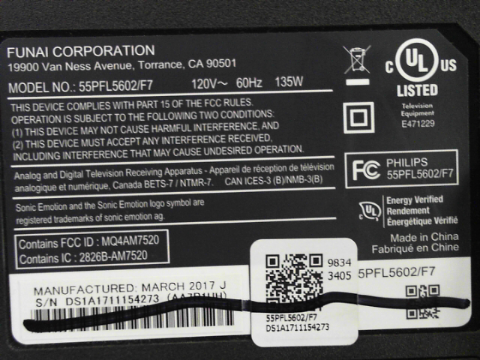 FUNAI CORPORATION
19900 Van Ness Avenue, Torrance, CA 90501
MODEL NO.: 55PFL5602/F7 120V~ 60Hz 135W
THIS DEVICE COMPLIES WITH PART 15 OF THE FCC RULES.
OPERATION IS SUBJECT TO THE FOLLOWING TWO CONDITIONS:
(1) THIS DEVICE MAY NOT CAUSE HARMFUL INTERFERENCE, AND
(2) THIS DEVICE MUST ACCEPT ANY INTERFERENCE RECEIVED,
INCLUDING INTERFERENCE THAT MAY CAUSE UNDESIRED OPERATION.
Analog and Digital Television Receiving Apparatus - Appareil de réception de télévision
analogique et numérique, Canada BETS-7 / NTMR-7. CAN ICES-3 (B)/NMB-3(B)
Sonic Emotion and the Sonic Emotion logo symbol are
registered trademarks of sonic emotion ag.
Contains FCC ID : MQ4AM7520
Contains IC : 2826B-AM7520
MANUFACTURED: MARCH 2017 J
S/N DS1A1711154273
C UL US
LISTED
Television
Equipment
E471229
FC PHILIPS
55PFL5602/F7
UL
Energy Verified
Rendement
Énergétique Vérifié
Made in China
Fabriqué en Chine
9834
3405
55PFL5602/F7
DS1A1711154273
55PFL5602/F7